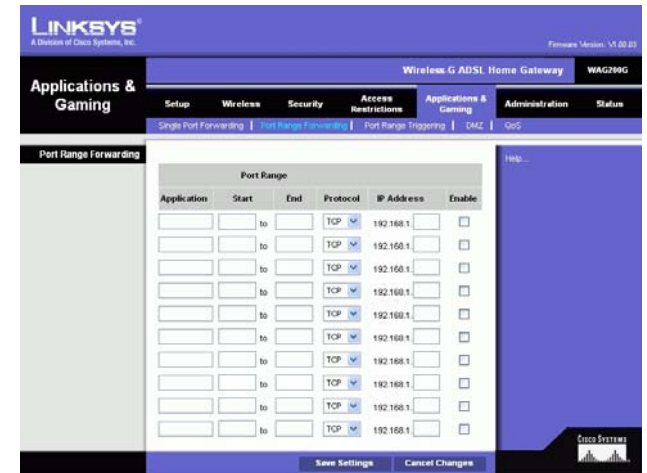 LINKSYS®
A Division of Cisco Systems, Inc.
Firmware Version: V1.00.03
Applications & Gaming
Wireless-G ADSL Home Gateway WAG200G
Setup Wireless Security Access Restrictions Applications & Gaming Administration Status
Single Port Forwarding | Port Range Forwarding | Port Range Triggering | DMZ | QoS
Port Range Forwarding
Help...
Port Range
Application Start End Protocol IP Address Enable
to TCP 192.168.1.
to TCP 192.168.1.
to TCP 192.168.1.
to TCP 192.168.1.
to TCP 192.168.1.
to TCP 192.168.1.
to TCP 192.168.1.
to TCP 192.168.1.
to TCP 192.168.1.
to TCP 192.168.1.
Save Settings Cancel Changes
CISCO SYSTEMS